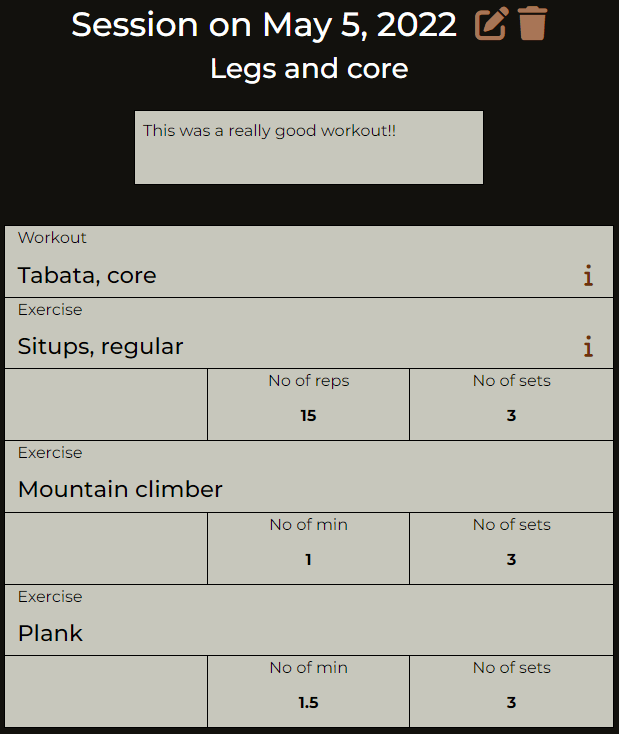 Session on May 5, 2022
Legs and core
This was a really good workout!!
Workout
Tabata, core
Exercise
Situps, regular
No of reps No of sets
15 3
Exercise
Mountain climber
No of min No of sets
1 3
Exercise
Plank
No of min No of sets
1.5 3